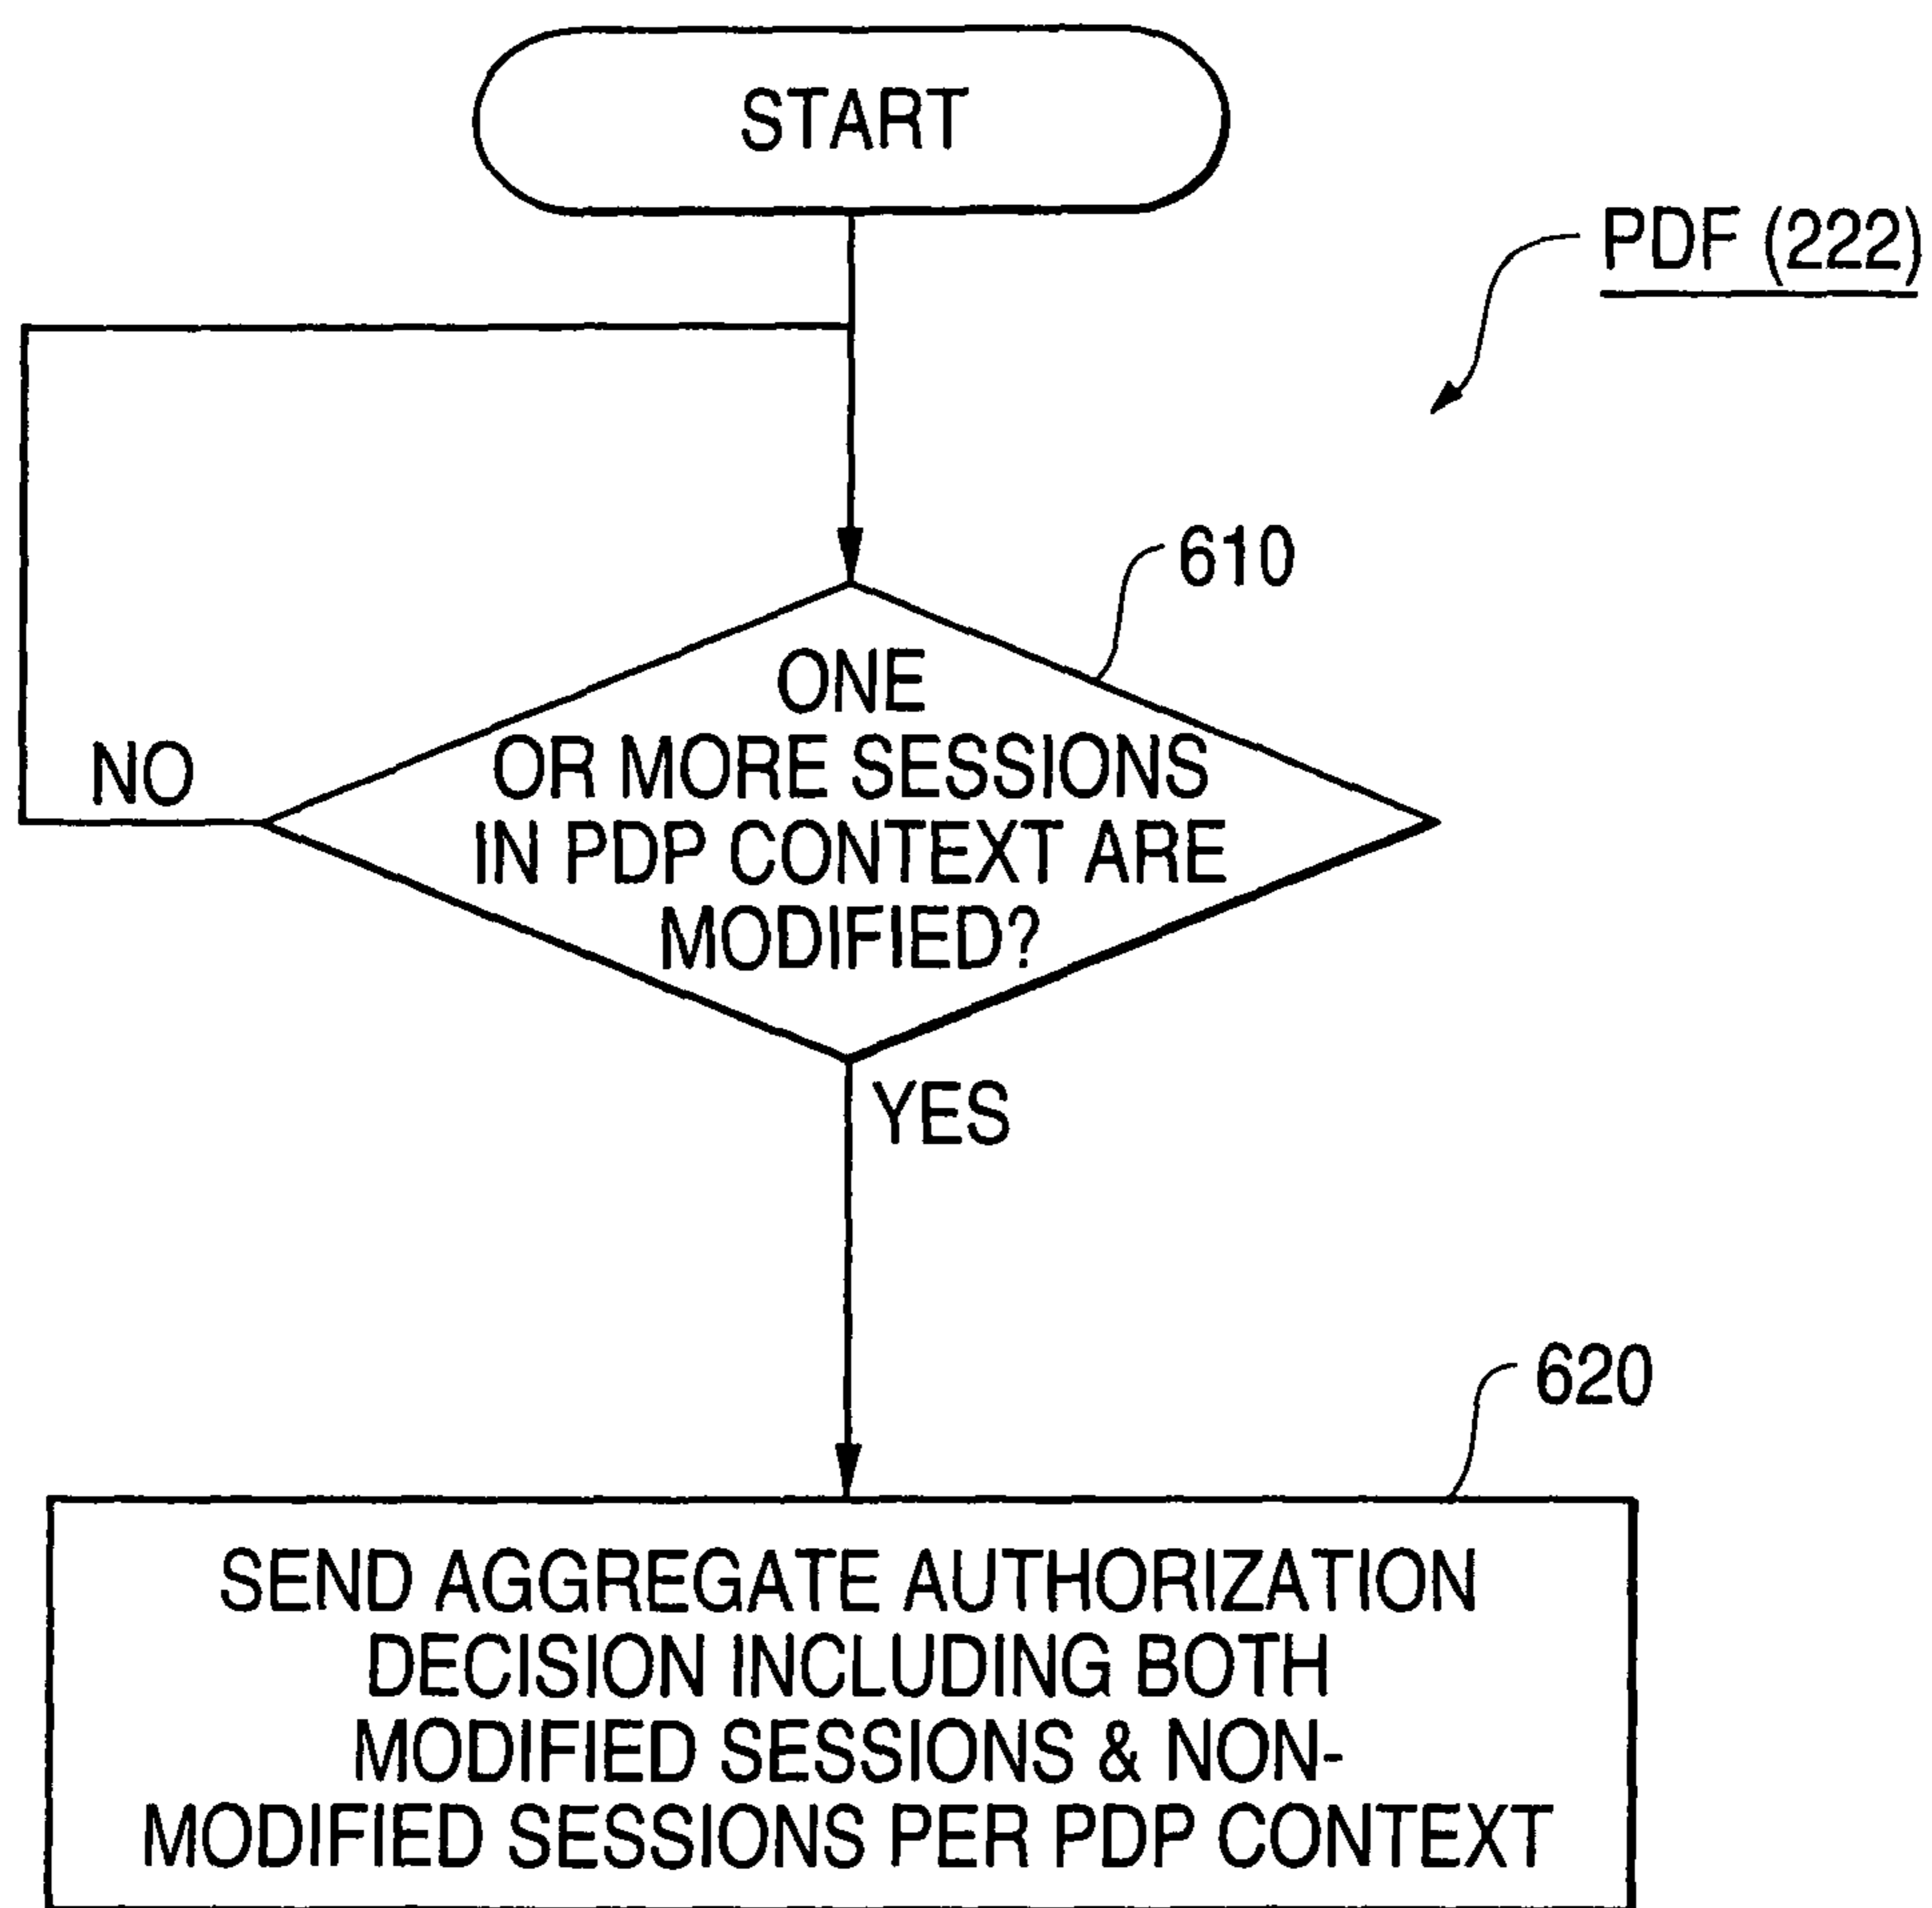 START
PDF (222)
610
ONE
OR MORE SESSIONS
IN PDP CONTEXT ARE
MODIFIED?
NO
YES
620
SEND AGGREGATE AUTHORIZATION
DECISION INCLUDING BOTH
MODIFIED SESSIONS & NON-
MODIFIED SESSIONS PER PDP CONTEXT